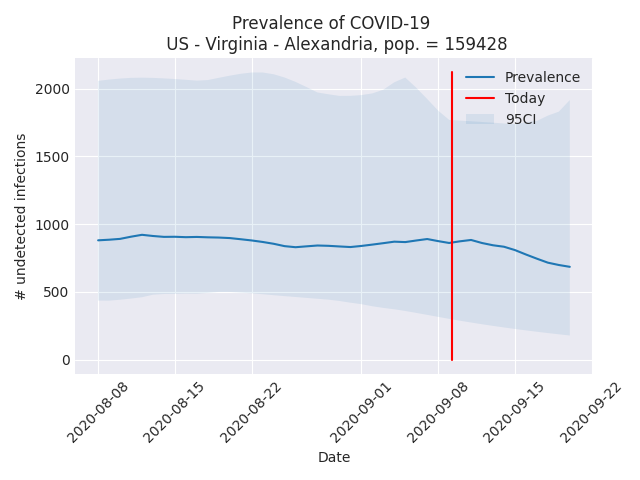 Prevalence of COVID-19
US - Virginia - Alexandria, pop. = 159428
# undetected infections
2000
1500
1000
500
0
Prevalence
Today
95CI
2020-08-08
2020-08-15
2020-08-22
2020-09-01
2020-09-08
2020-09-15
2020-09-22
Date